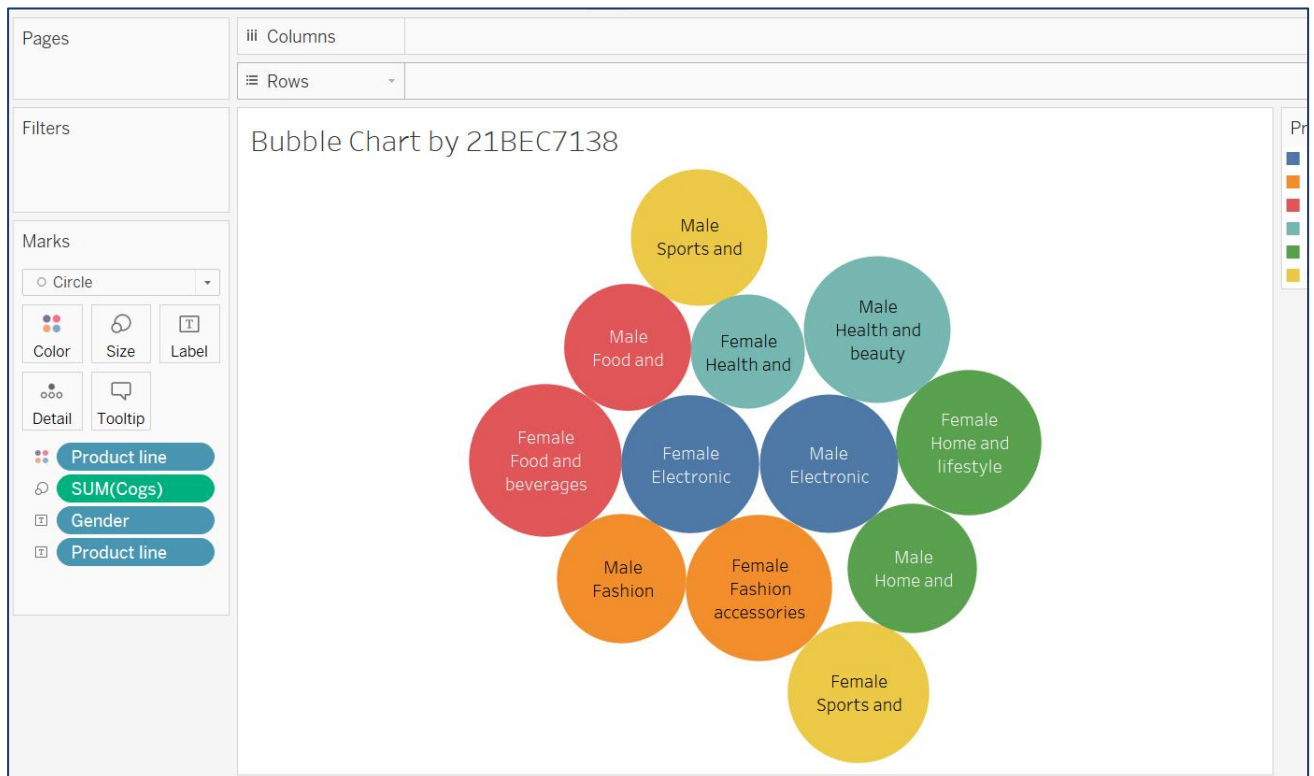 Pages
iii Columns
Rows
Filters
Bubble Chart by 21BEC7138
Pr
Marks
Circle
Color
Size
T
Label
Detail
Tooltip
Product line
SUM(Cogs)
T
Gender
T
Product line
Male
Sports and
Male
Food and
Female
Health and
Male
Health and
beauty
Female
Food and
beverages
Female
Electronic
Male
Electronic
Female
Home and
lifestyle
Male
Fashion
Female
Fashion
accessories
Male
Home and
Female
Sports and